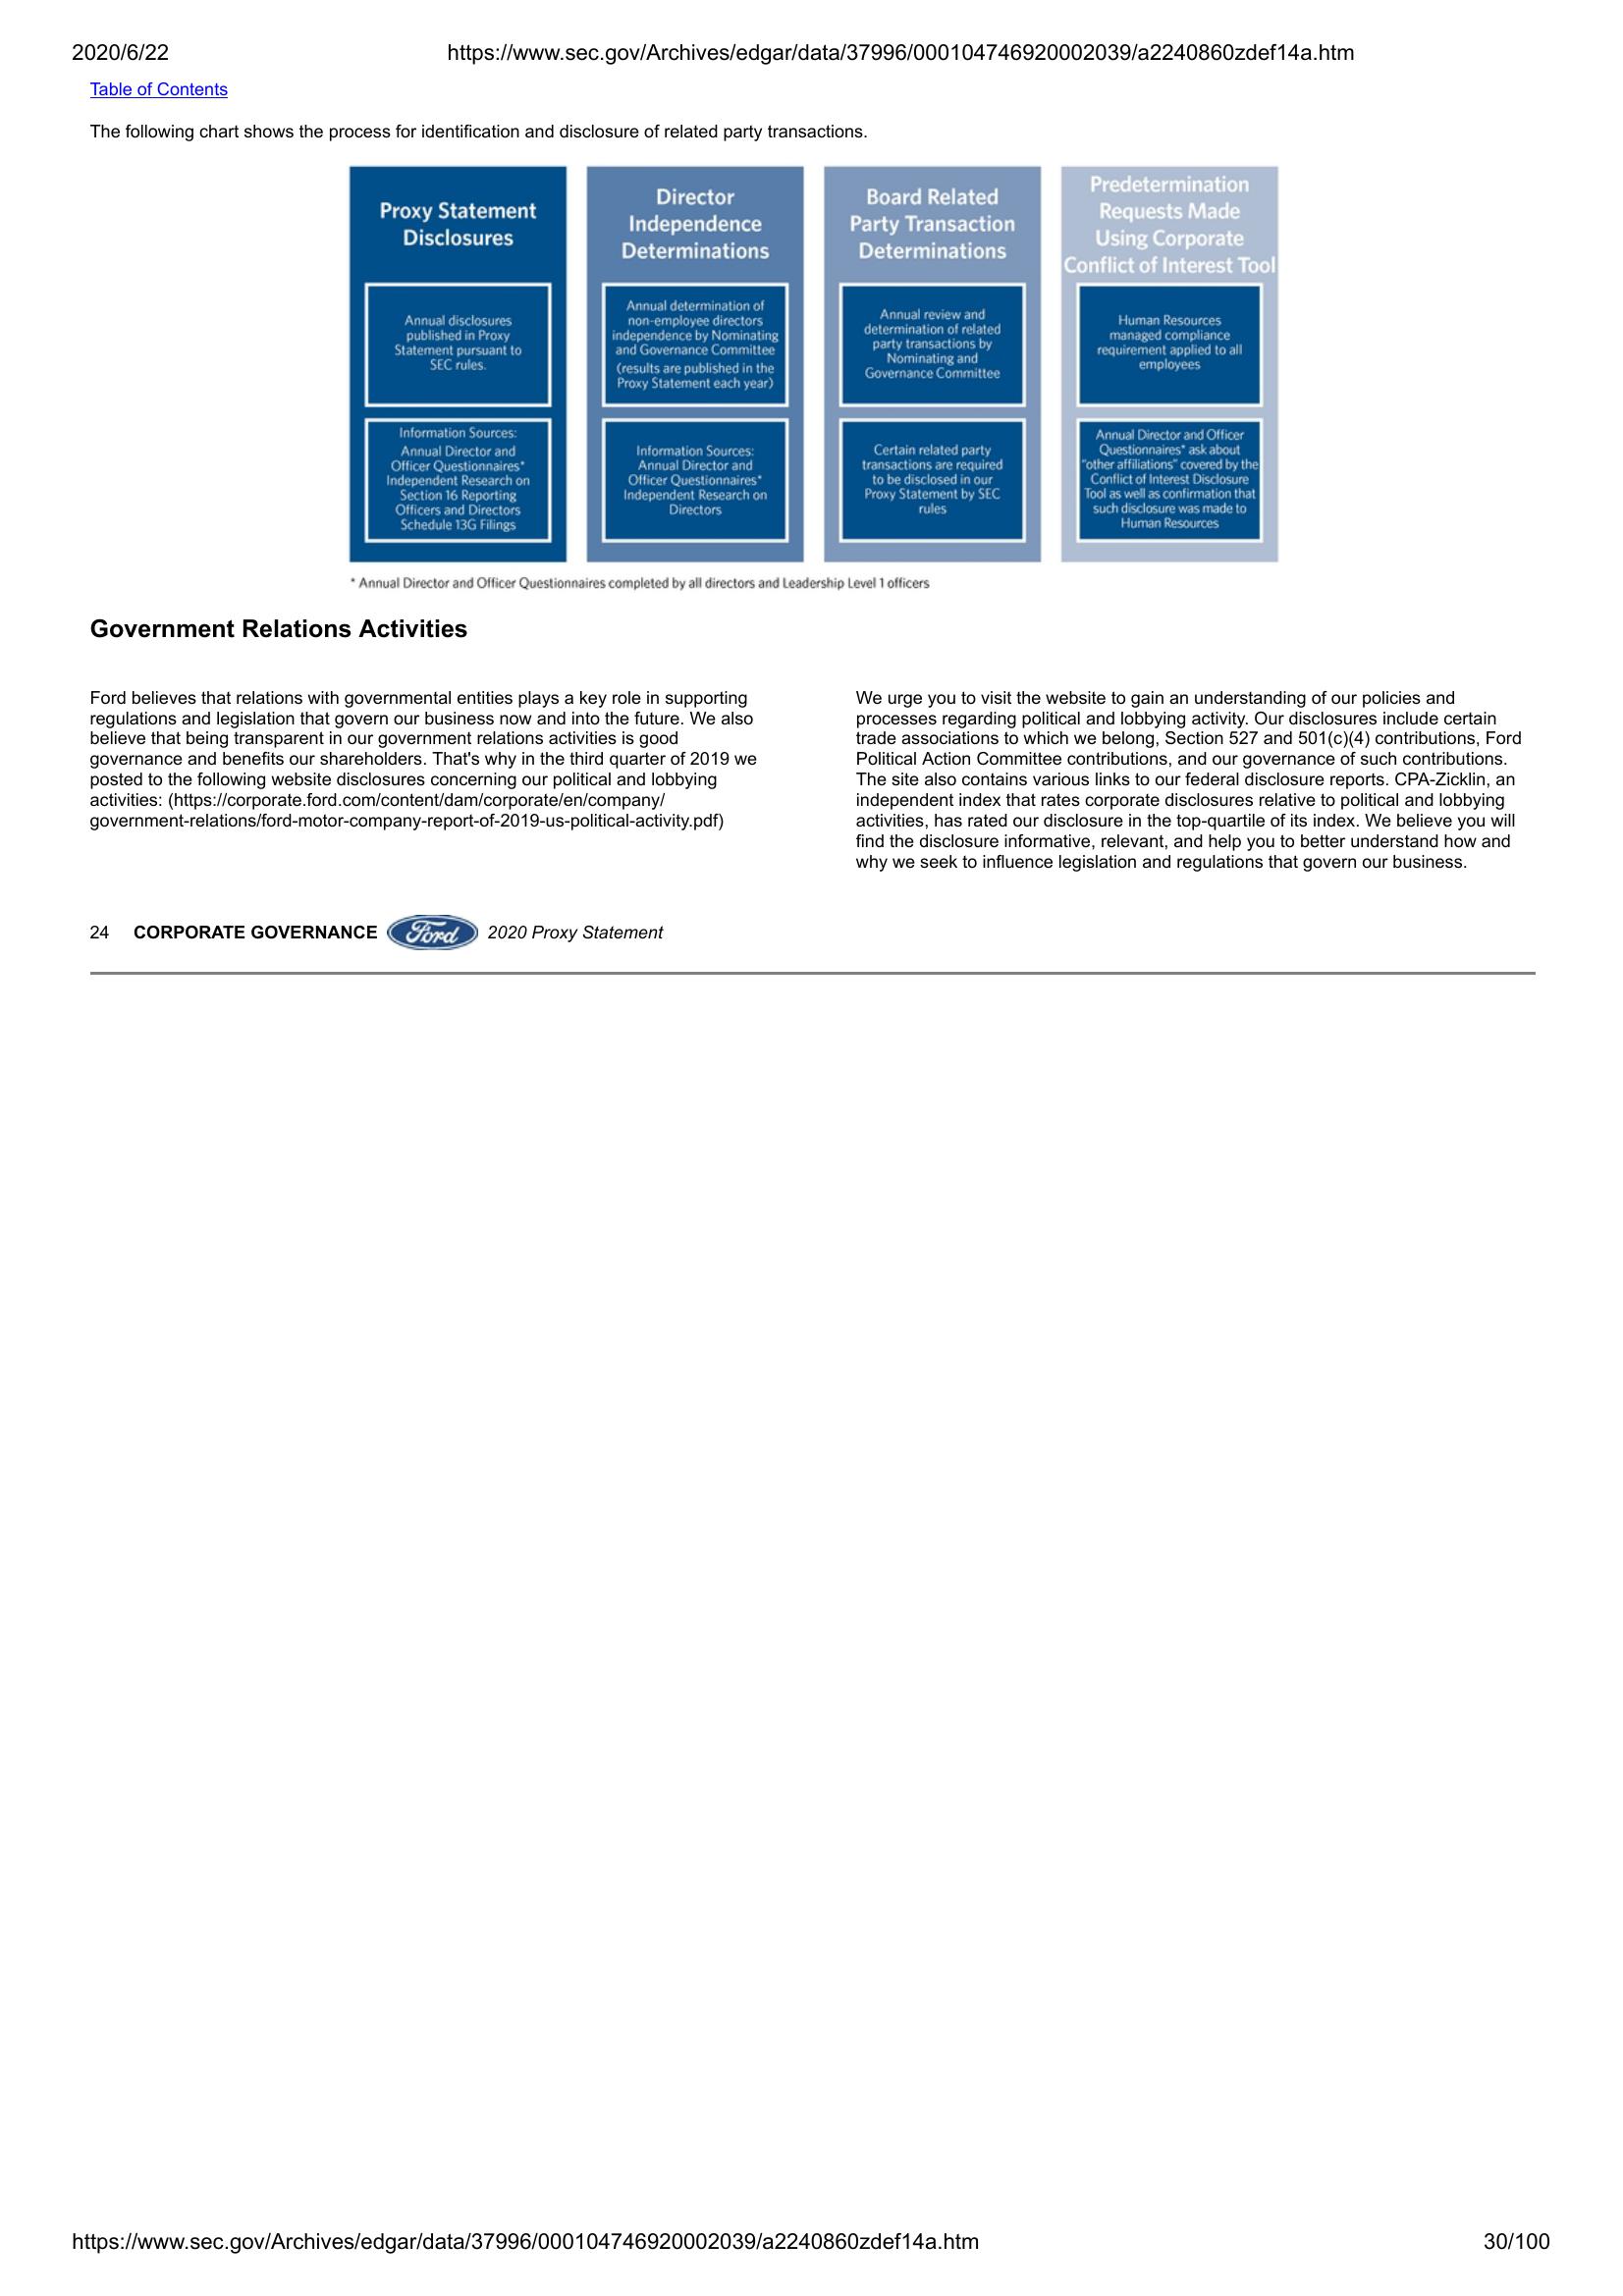 2020/6/22
https://www.sec.gov/Archives/edgar/data/37996/000104746920002039/a2240860zdef14a.htm
Table of Contents
The following chart shows the process for identification and disclosure of related party transactions.
Proxy Statement
Disclosures
Annual disclosures
published in Proxy
Statement pursuant to
SEC rules.
Information Sources:
Annual Director and
Officer Questionnaires*
Independent Research on
Section 16 Reporting
Officers and Directors
Schedule 13G Filings
Director
Independence
Determinations
Annual determination of
non-employee directors
independence by Nominating
and Governance Committee
(results are published in the
Proxy Statement each year)
Information Sources:
Annual Director and
Officer Questionnaires*
Independent Research on
Directors
Board Related
Party Transaction
Determinations
Annual review and
determination of related
party transactions by
Nominating and
Governance Committee
Certain related party
transactions are required
to be disclosed in our
Proxy Statement by SEC
rules
Predetermination
Requests Made
Using Corporate
Conflict of Interest Tool
Human Resources
managed compliance
requirement applied to all
employees
Annual Director and Officer
Questionnaires* ask about
"other affiliations" covered by the
Conflict of Interest Disclosure
Tool as well as confirmation that
such disclosure was made to
Human Resources
* Annual Director and Officer Questionnaires completed by all directors and Leadership Level 1 officers
Government Relations Activities
Ford believes that relations with governmental entities plays a key role in supporting
regulations and legislation that govern our business now and into the future. We also
believe that being transparent in our government relations activities is good
governance and benefits our shareholders. That's why in the third quarter of 2019 we
posted to the following website disclosures concerning our political and lobbying
activities: (https://corporate.ford.com/content/dam/corporate/en/company/
government-relations/ford-motor-company-report-of-2019-us-political-activity.pdf)
We urge you to visit the website to gain an understanding of our policies and
processes regarding political and lobbying activity. Our disclosures include certain
trade associations to which we belong, Section 527 and 501(c)(4) contributions, Ford
Political Action Committee contributions, and our governance of such contributions.
The site also contains various links to our federal disclosure reports. CPA-Zicklin, an
independent index that rates corporate disclosures relative to political and lobbying
activities, has rated our disclosure in the top-quartile of its index. We believe you will
find the disclosure informative, relevant, and help you to better understand how and
why we seek to influence legislation and regulations that govern our business.
24 CORPORATE GOVERNANCE Ford 2020 Proxy Statement
https://www.sec.gov/Archives/edgar/data/37996/000104746920002039/a2240860zdef14a.htm
30/100